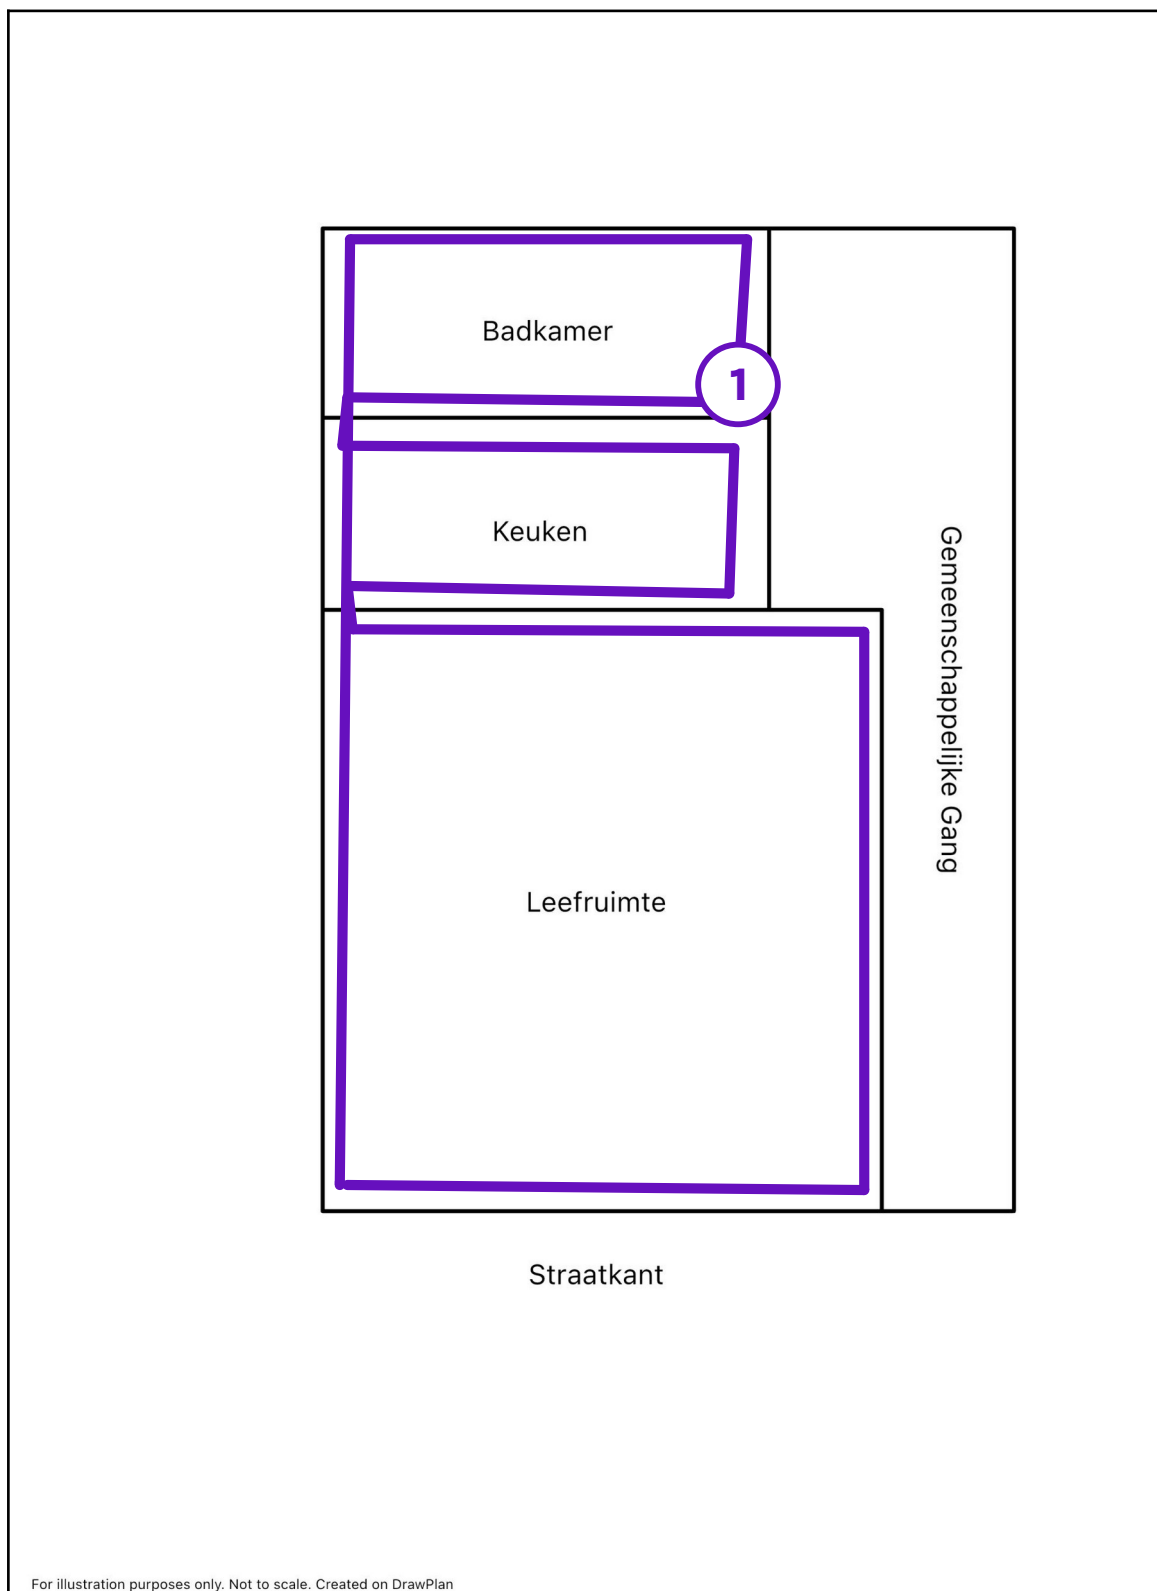 Badkamer
1
Keuken
Gemeenschappelijke Gang
Leefruimte
Straatkant
For illustration purposes only. Not to scale. Created on DrawPlan